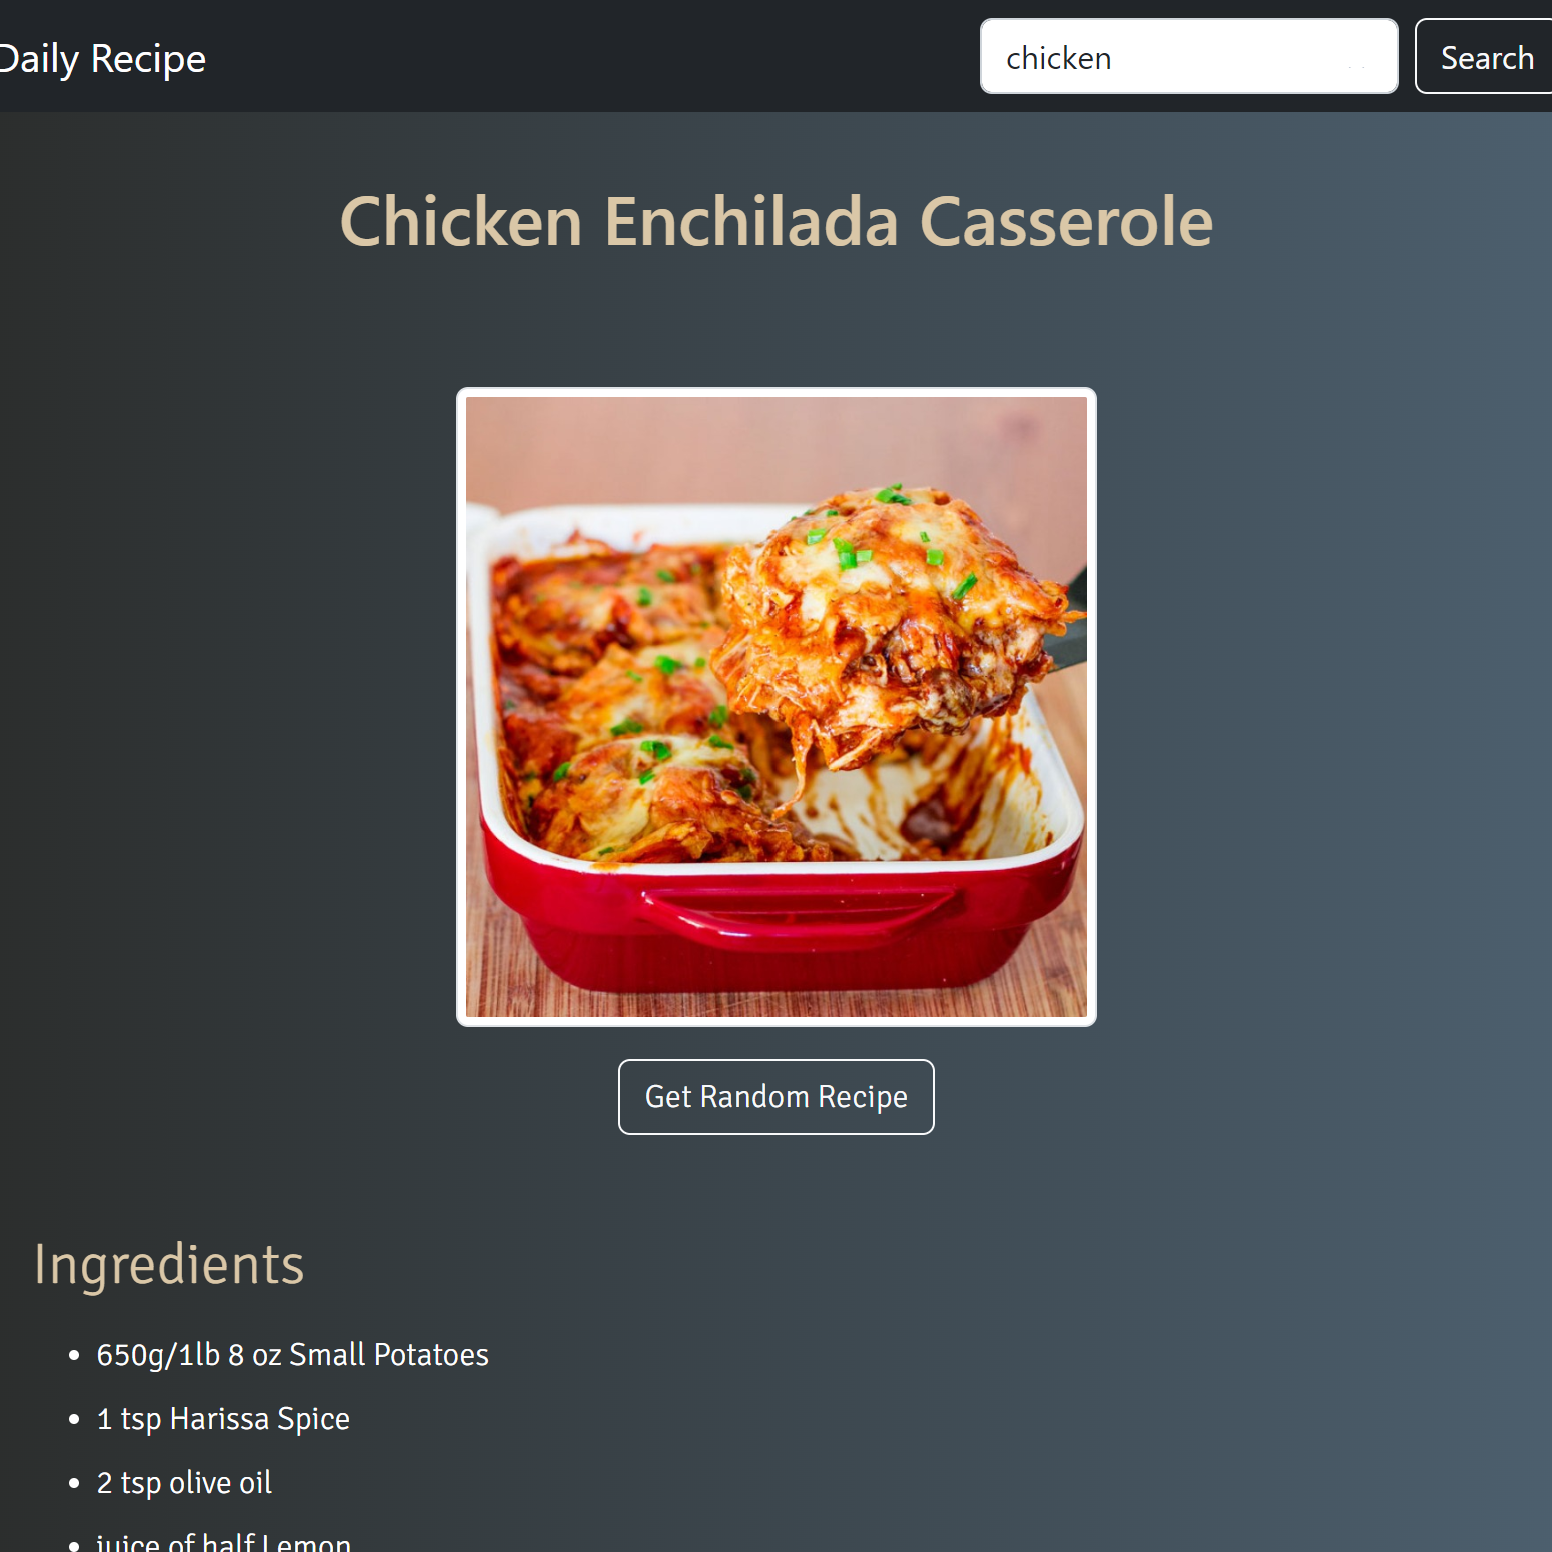 Daily Recipe
chicken
Search
Chicken Enchilada Casserole
Get Random Recipe
Ingredients
650g/1lb 8 oz Small Potatoes
1 tsp Harissa Spice
2 tsp olive oil
juice of half Lemon